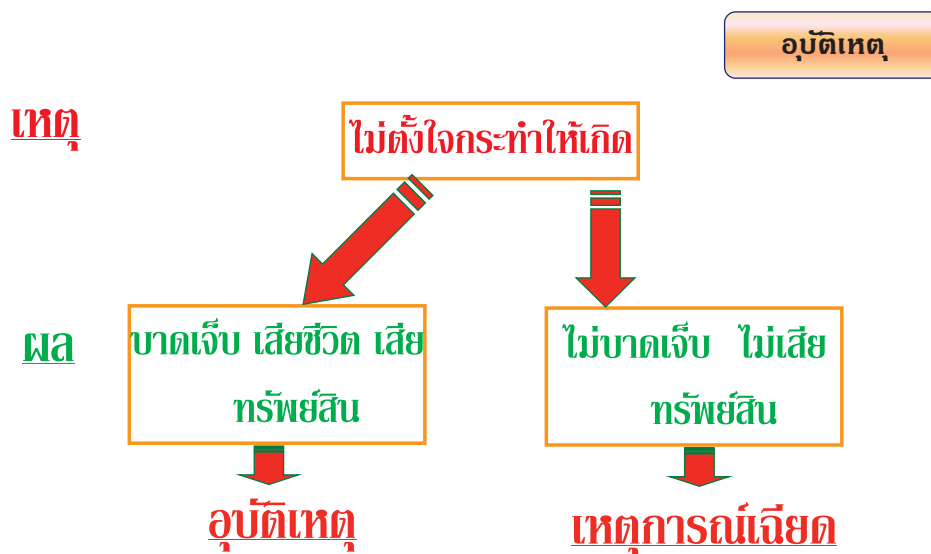 อุบัติเหตุ
เหตุ
ไม่ตั้งใจกระทำให้เกิด
ผล
บาดเจ็บ เสียชีวิต เสีย
ทรัพย์สิน
ไม่บาดเจ็บ ไม่เสีย
ทรัพย์สิน
อุบัติเหตุ
เหตุการณ์เฉียด